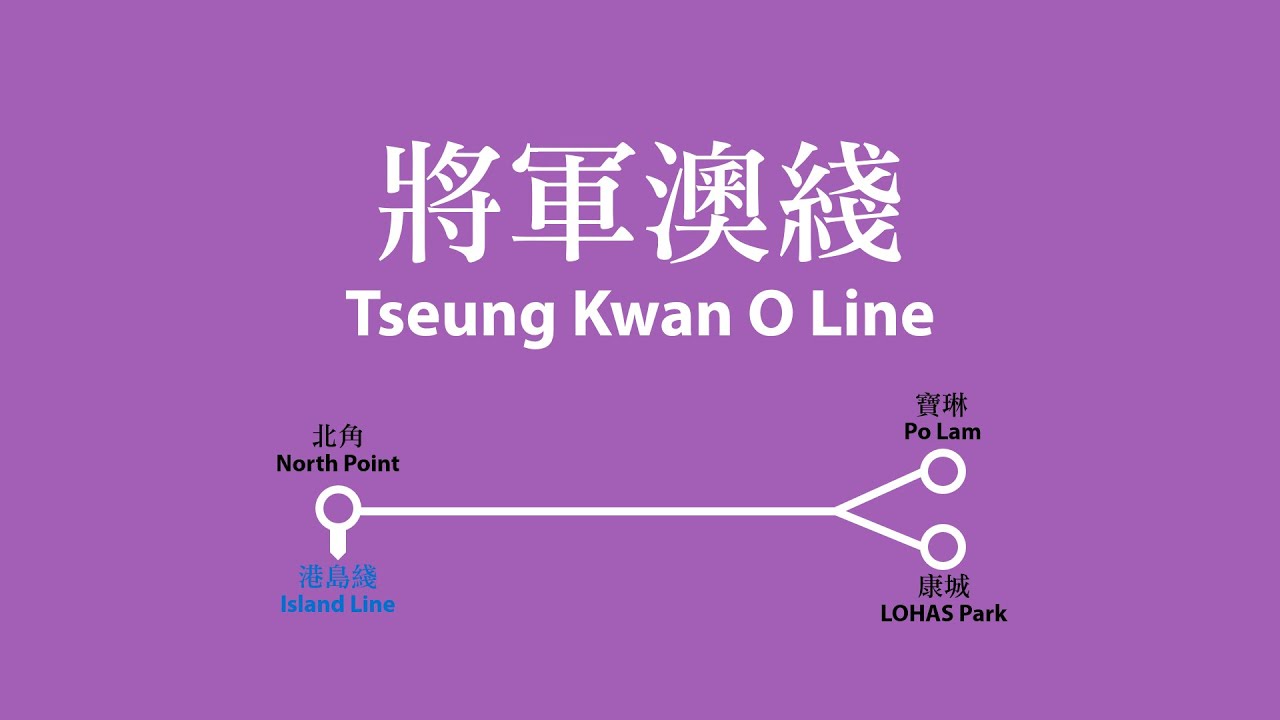 將軍澳綫
Tseung Kwan O Line
北角
North Point
港島綫
Island Line
寶琳
Po Lam
康城
LOHAS Park